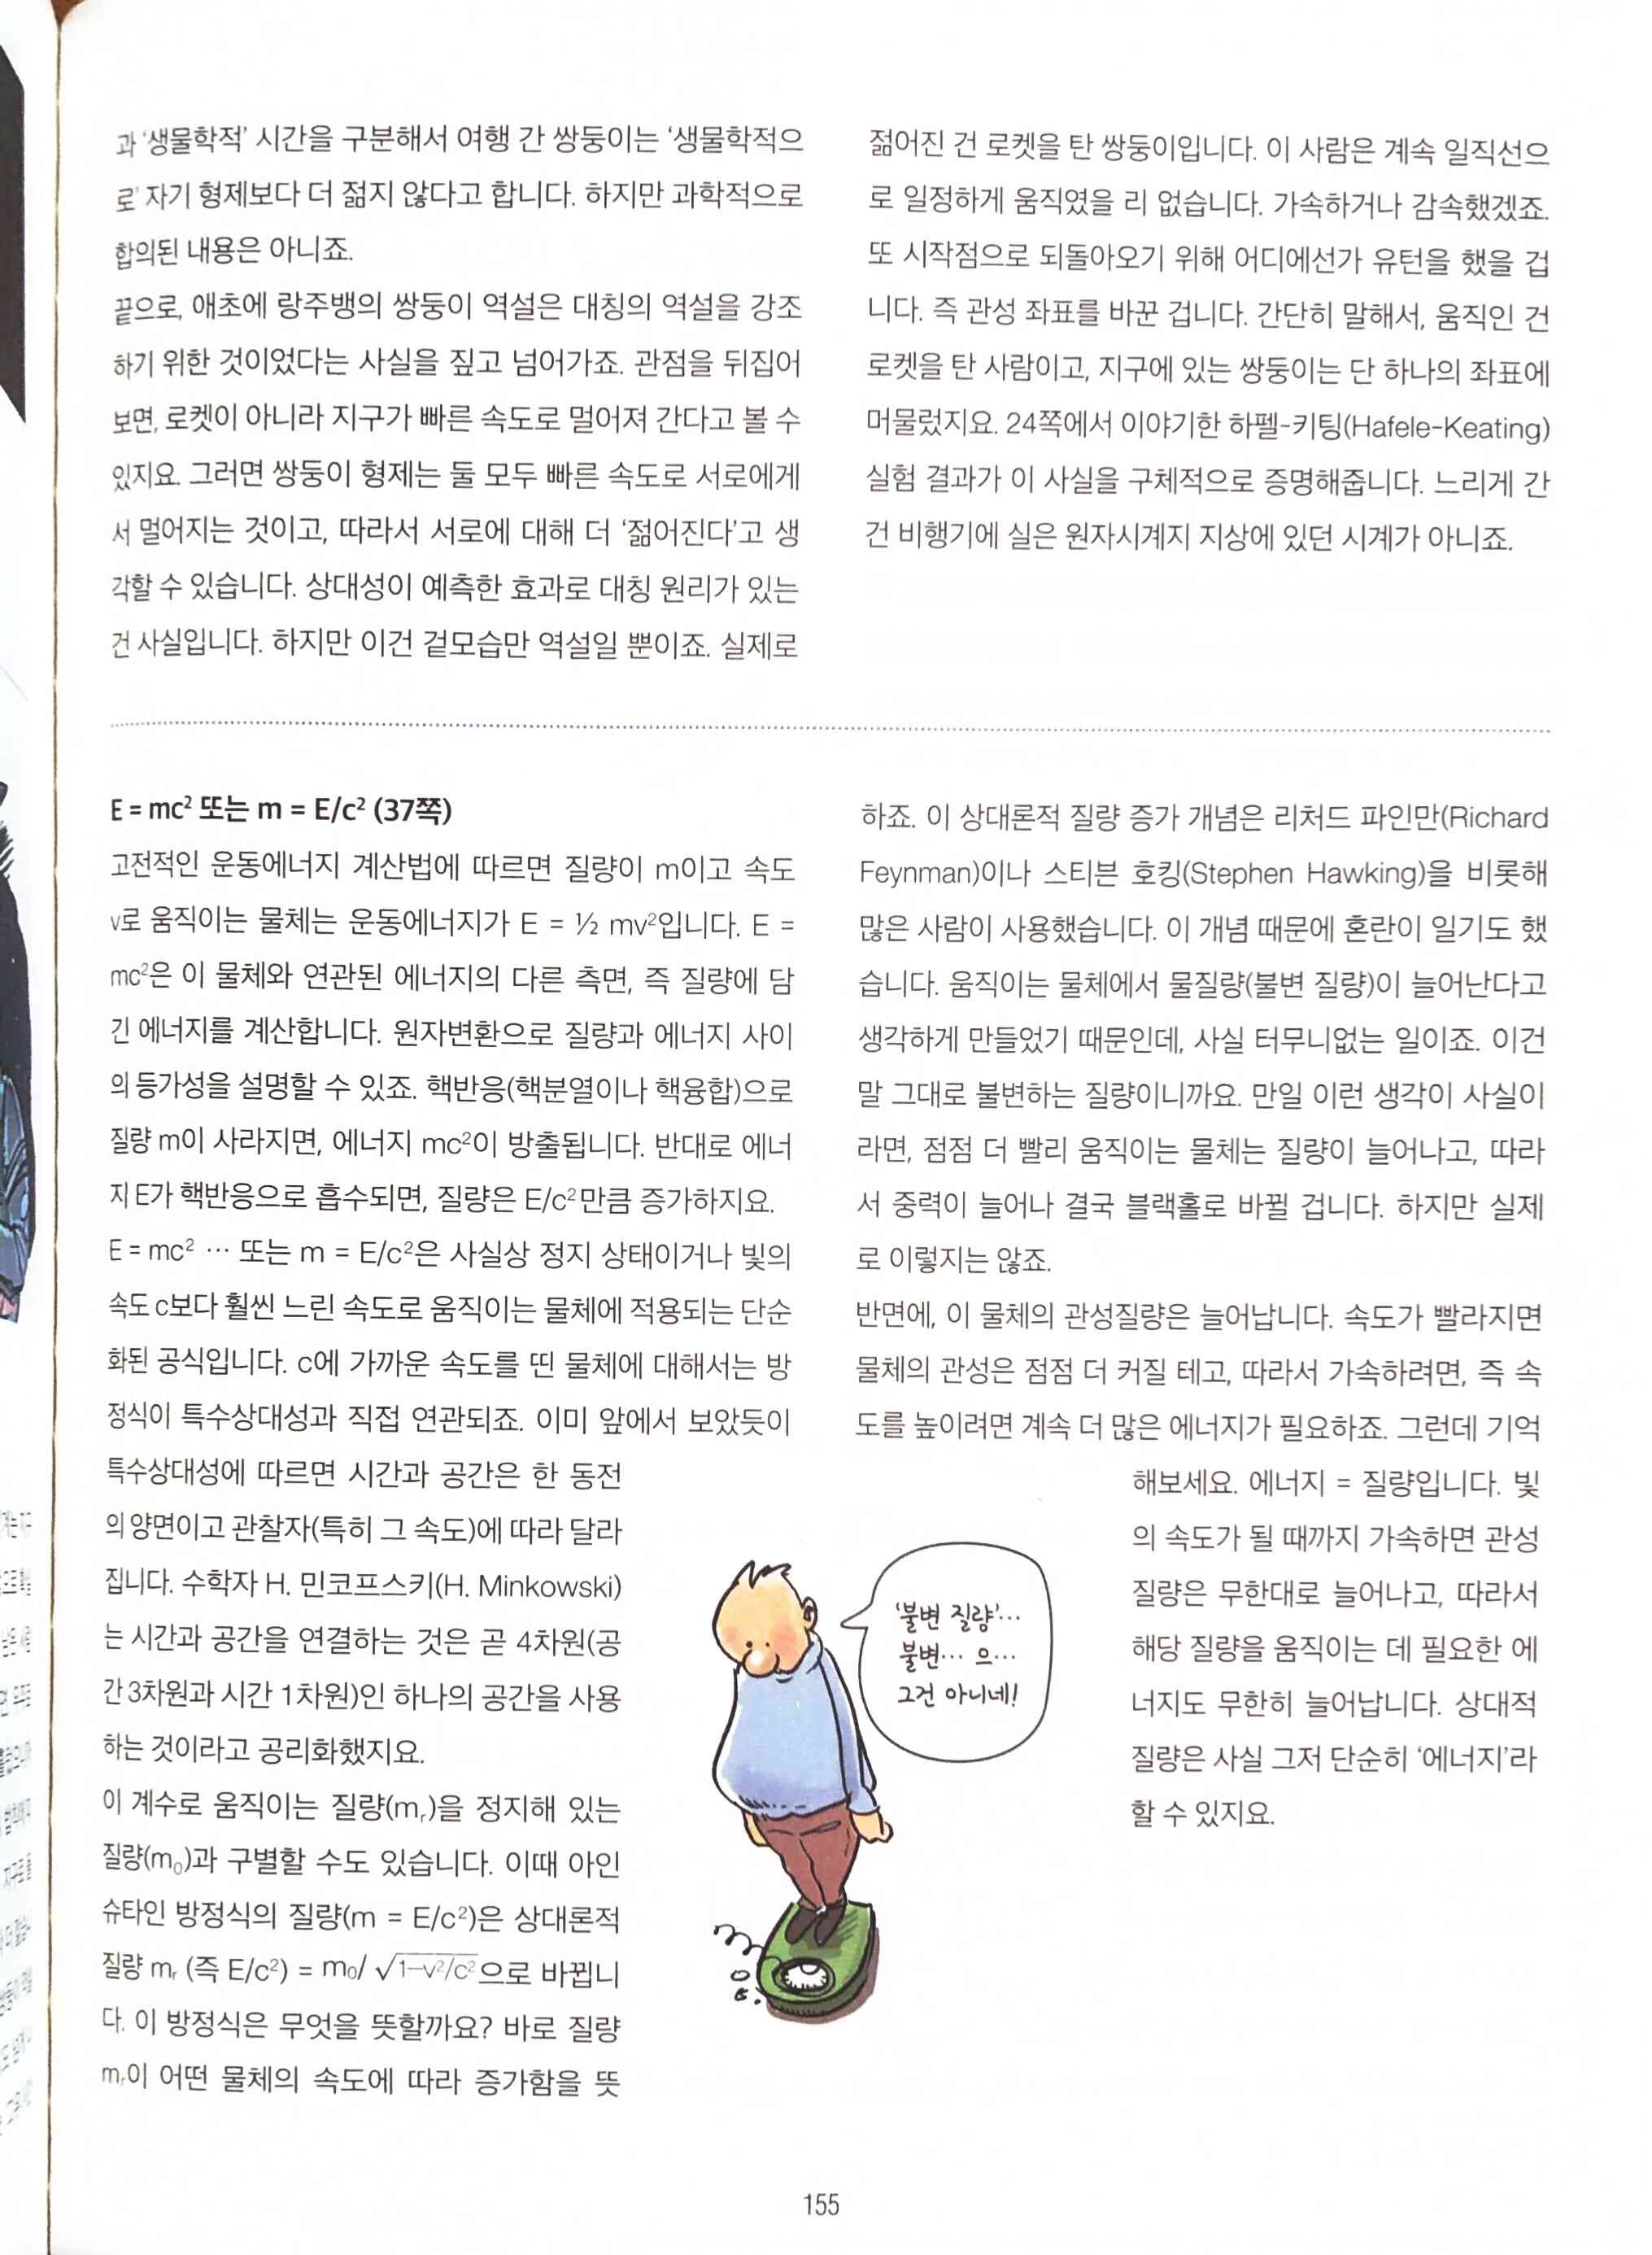 과 ‘생물학적’ 시간을 구분해서 여행 간 쌍둥이는 ‘생물학적으
로’ 자기 형제보다 더 젊지 않다고 합니다. 하지만 과학적으로
합의된 내용은 아니죠.
끝으로, 애초에 랑주뱅의 쌍둥이 역설은 대칭의 역설을 강조
하기 위한 것이었다는 사실을 짚고 넘어가죠. 관점을 뒤집어
보면, 로켓이 아니라 지구가 빠른 속도로 멀어져 간다고 볼 수
있지요. 그러면 쌍둥이 형제는 둘 모두 빠른 속도로 서로에게
서 멀어지는 것이고, 따라서 서로에 대해 더 ‘젊어진다’고 생
각할 수 있습니다. 상대성이 예측한 효과로 대칭 원리가 있는
건 사실입니다. 하지만 이건 겉모습만 역설일 뿐이죠. 실제로
젊어진 건 로켓을 탄 쌍둥이입니다. 이 사람은 계속 일직선으
로 일정하게 움직였을 리 없습니다. 가속하거나 감속했겠죠.
또 시작점으로 되돌아오기 위해 어디에선가 유턴을 했을 겁
니다. 즉 관성 좌표를 바꾼 겁니다. 간단히 말해서, 움직인 건
로켓을 탄 사람이고, 지구에 있는 쌍둥이는 단 하나의 좌표에
머물렀지요. 24쪽에서 이야기한 하펠-키팅(Hafele-Keating)
실험 결과가 이 사실을 구체적으로 증명해줍니다. 느리게 간
건 비행기에 실은 원자시계지 지상에 있던 시계가 아니죠.
E = mc² 또는 m = E/c² (37쪽)
고전적인 운동에너지 계산법에 따르면 질량이 m이고 속도
v로 움직이는 물체는 운동에너지가 E = ½ mv²입니다. E =
mc²은 이 물체와 연관된 에너지의 다른 측면, 즉 질량에 담
긴 에너지를 계산합니다. 원자변환으로 질량과 에너지 사이
의 등가성을 설명할 수 있죠. 핵반응(핵분열이나 핵융합)으로
질량 m이 사라지면, 에너지 mc²이 방출됩니다. 반대로 에너
지 E가 핵반응으로 흡수되면, 질량은 E/c²만큼 증가하지요.
E = mc² … 또는 m = E/c²은 사실상 정지 상태이거나 빛의
속도 c보다 훨씬 느린 속도로 움직이는 물체에 적용되는 단순
화된 공식입니다. c에 가까운 속도를 띤 물체에 대해서는 방
정식이 특수상대성과 직접 연관되죠. 이미 앞에서 보았듯이
특수상대성에 따르면 시간과 공간은 한 동전
의 양면이고 관찰자(특히 그 속도)에 따라 달라
집니다. 수학자 H. 민코프스키(H. Minkowski)
는 시간과 공간을 연결하는 것은 곧 4차원(공
간 3차원과 시간 1차원)인 하나의 공간을 사용
하는 것이라고 공리화했지요.
이 계수로 움직이는 질량(mᵣ)을 정지해 있는
질량(m₀)과 구별할 수도 있습니다. 이때 아인
슈타인 방정식의 질량(m = E/c²)은 상대론적
질량 mᵣ (즉 E/c²) = m₀/ √1–v²/c²으로 바뀝니
다. 이 방정식은 무엇을 뜻할까요? 바로 질량
mᵣ이 어떤 물체의 속도에 따라 증가함을 뜻
하죠. 이 상대론적 질량 증가 개념은 리처드 파인만(Richard
Feynman)이나 스티븐 호킹(Stephen Hawking)을 비롯해
많은 사람이 사용했습니다. 이 개념 때문에 혼란이 일기도 했
습니다. 움직이는 물체에서 물질량(불변 질량)이 늘어난다고
생각하게 만들었기 때문인데, 사실 터무니없는 일이죠. 이건
말 그대로 불변하는 질량이니까요. 만일 이런 생각이 사실이
라면, 점점 더 빨리 움직이는 물체는 질량이 늘어나고, 따라
서 중력이 늘어나 결국 블랙홀로 바뀔 겁니다. 하지만 실제
로 이렇지는 않죠.
반면에, 이 물체의 관성질량은 늘어납니다. 속도가 빨라지면
물체의 관성은 점점 더 커질 테고, 따라서 가속하려면, 즉 속
도를 높이려면 계속 더 많은 에너지가 필요하죠. 그런데 기억
해보세요. 에너지 = 질량입니다. 빛
의 속도가 될 때까지 가속하면 관성
질량은 무한대로 늘어나고, 따라서
해당 질량을 움직이는 데 필요한 에
너지도 무한히 늘어납니다. 상대적
질량은 사실 그저 단순히 ‘에너지’라
할 수 있지요.
‘불변 질량’…
불변… 으…
그건 아니네!
155